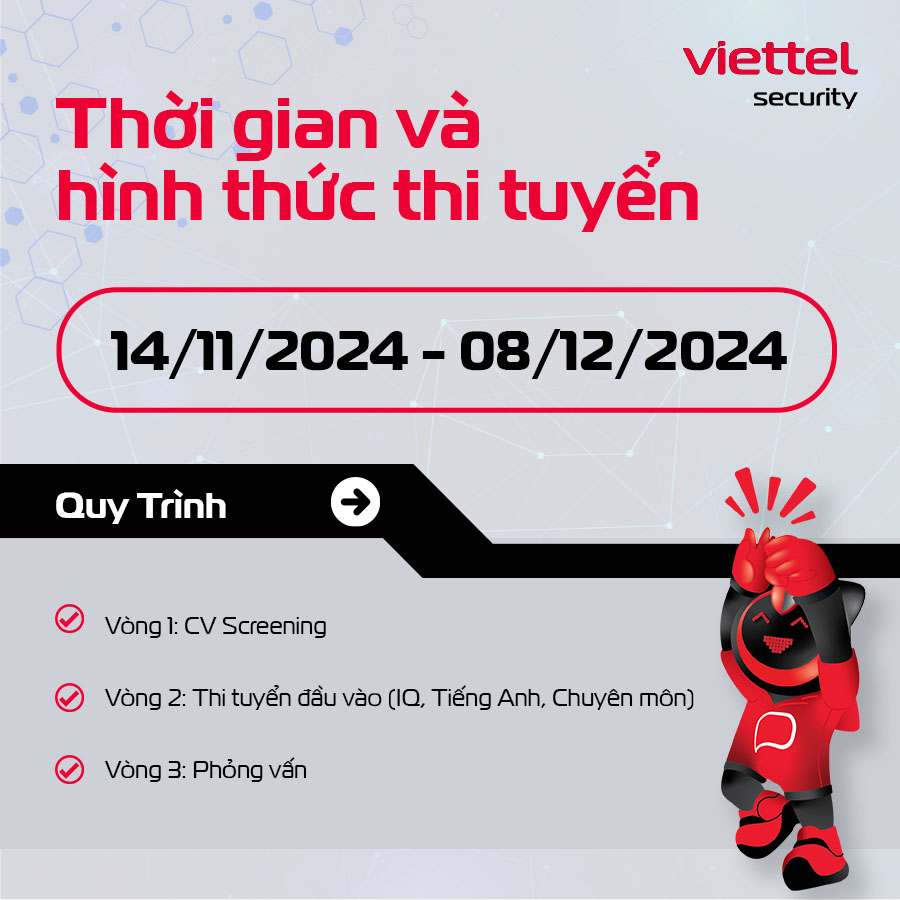 viettel
security
Thời gian và
hình thức thi tuyển
14/11/2024 - 08/12/2024
Quy Trình
Vòng 1: CV Screening
Vòng 2: Thi tuyển đầu vào (IQ, Tiếng Anh, Chuyên môn)
Vòng 3: Phỏng vấn